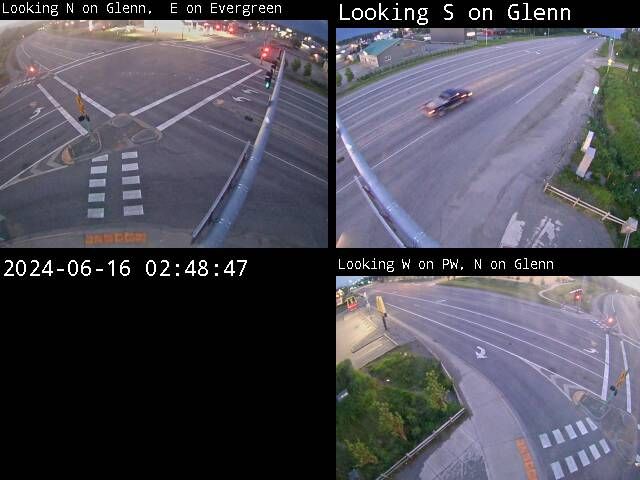 Looking N on Glenn,  E on Evergreen
Looking S on Glenn
2024-06-16 02:48:47
Looking W on PW, N on Glenn